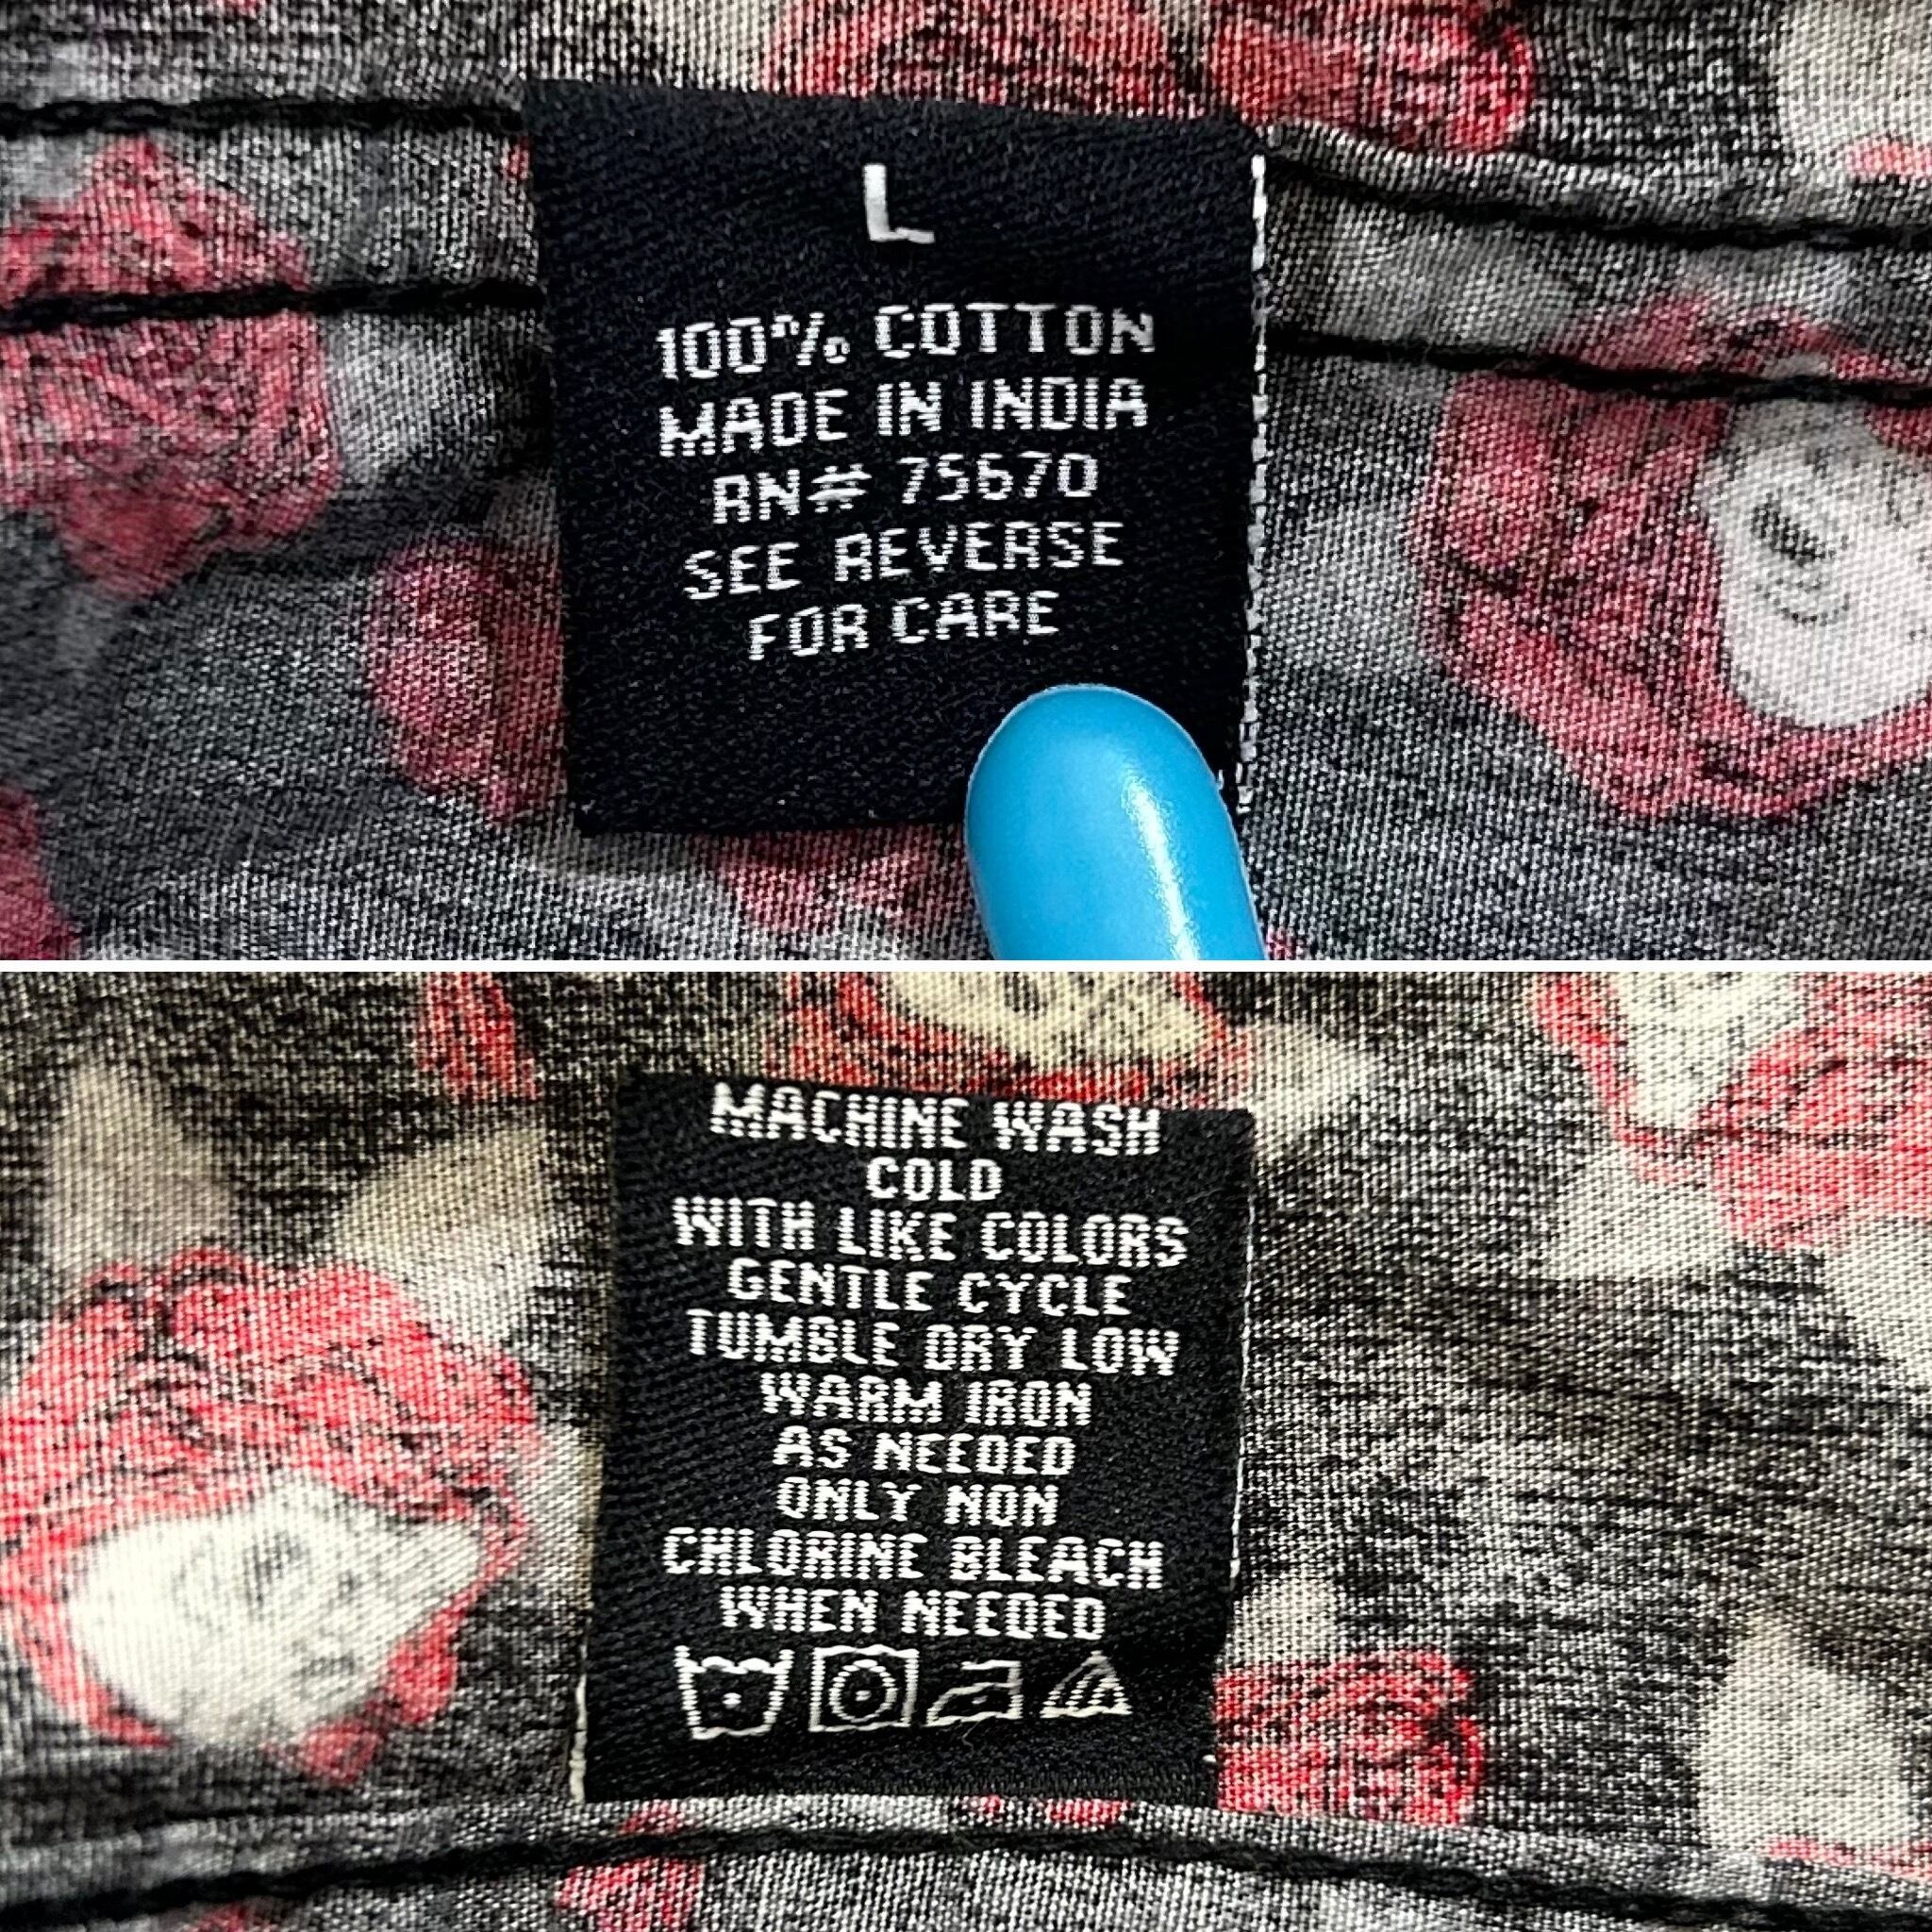 L
100% COTTON
MADE IN INDIA
RN# 75670
SEE REVERSE
FOR CARE
MACHINE WASH
COLD
WITH LIKE COLORS
GENTLE CYCLE
TUMBLE DRY LOW
WARM IRON
AS NEEDED
ONLY NON
CHLORINE BLEACH
WHEN NEEDED